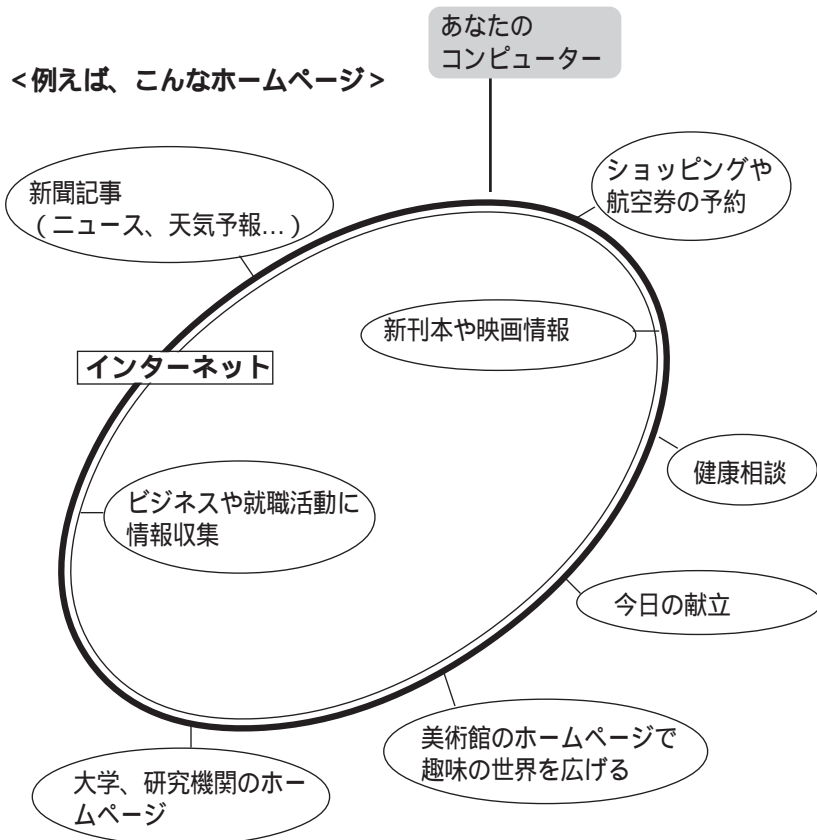 あなたの
コンピューター
<例えば、こんなホームページ>
ショッピングや
航空券の予約
新聞記事
(ニュース、天気予報...)
新刊本や映画情報
インターネット
健康相談
ビジネスや就職活動に
情報収集
今日の献立
美術館のホームページで
趣味の世界を広げる
大学、研究機関のホー
ムページ